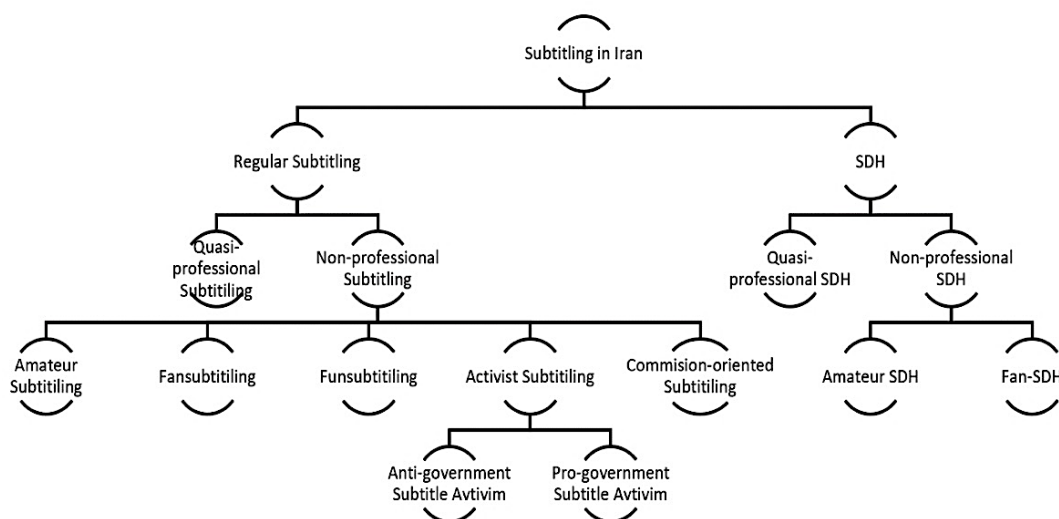 Subtitling in Iran
Regular Subtitling
SDH
Quasi-
professional
Subtitiling
Non-professional
Subtitling
Quasi-
professional SDH
Non-professional
SDH
Amateur
Subtitiling
Fansubtitiling
Funsubtitiling
Activist Subtitiling
Commision-oriented
Subtitiling
Amateur SDH
Fan-SDH
Anti-government
Subtitle Avtivim
Pro-government
Subtitle Avtivim